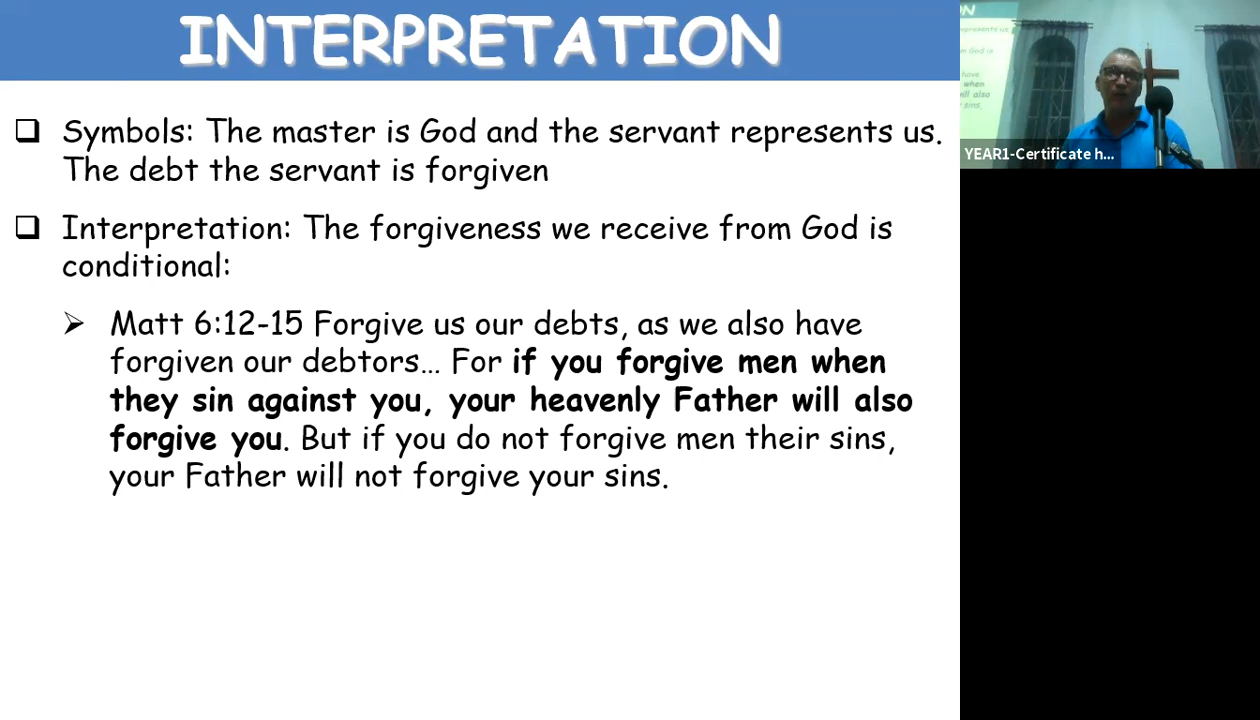 INTERPRETATION
Symbols: The master is God and the servant represents us.
The debt the servant is forgiven
Interpretation: The forgiveness we receive from God is
conditional:
Matt 6:12-15 Forgive us our debts, as we also have
forgiven our debtors... For if you forgive men when
they sin against you, your heavenly Father will also
forgive you. But if you do not forgive men their sins,
your Father will not forgive your sins.
YEAR1-Certificate h...